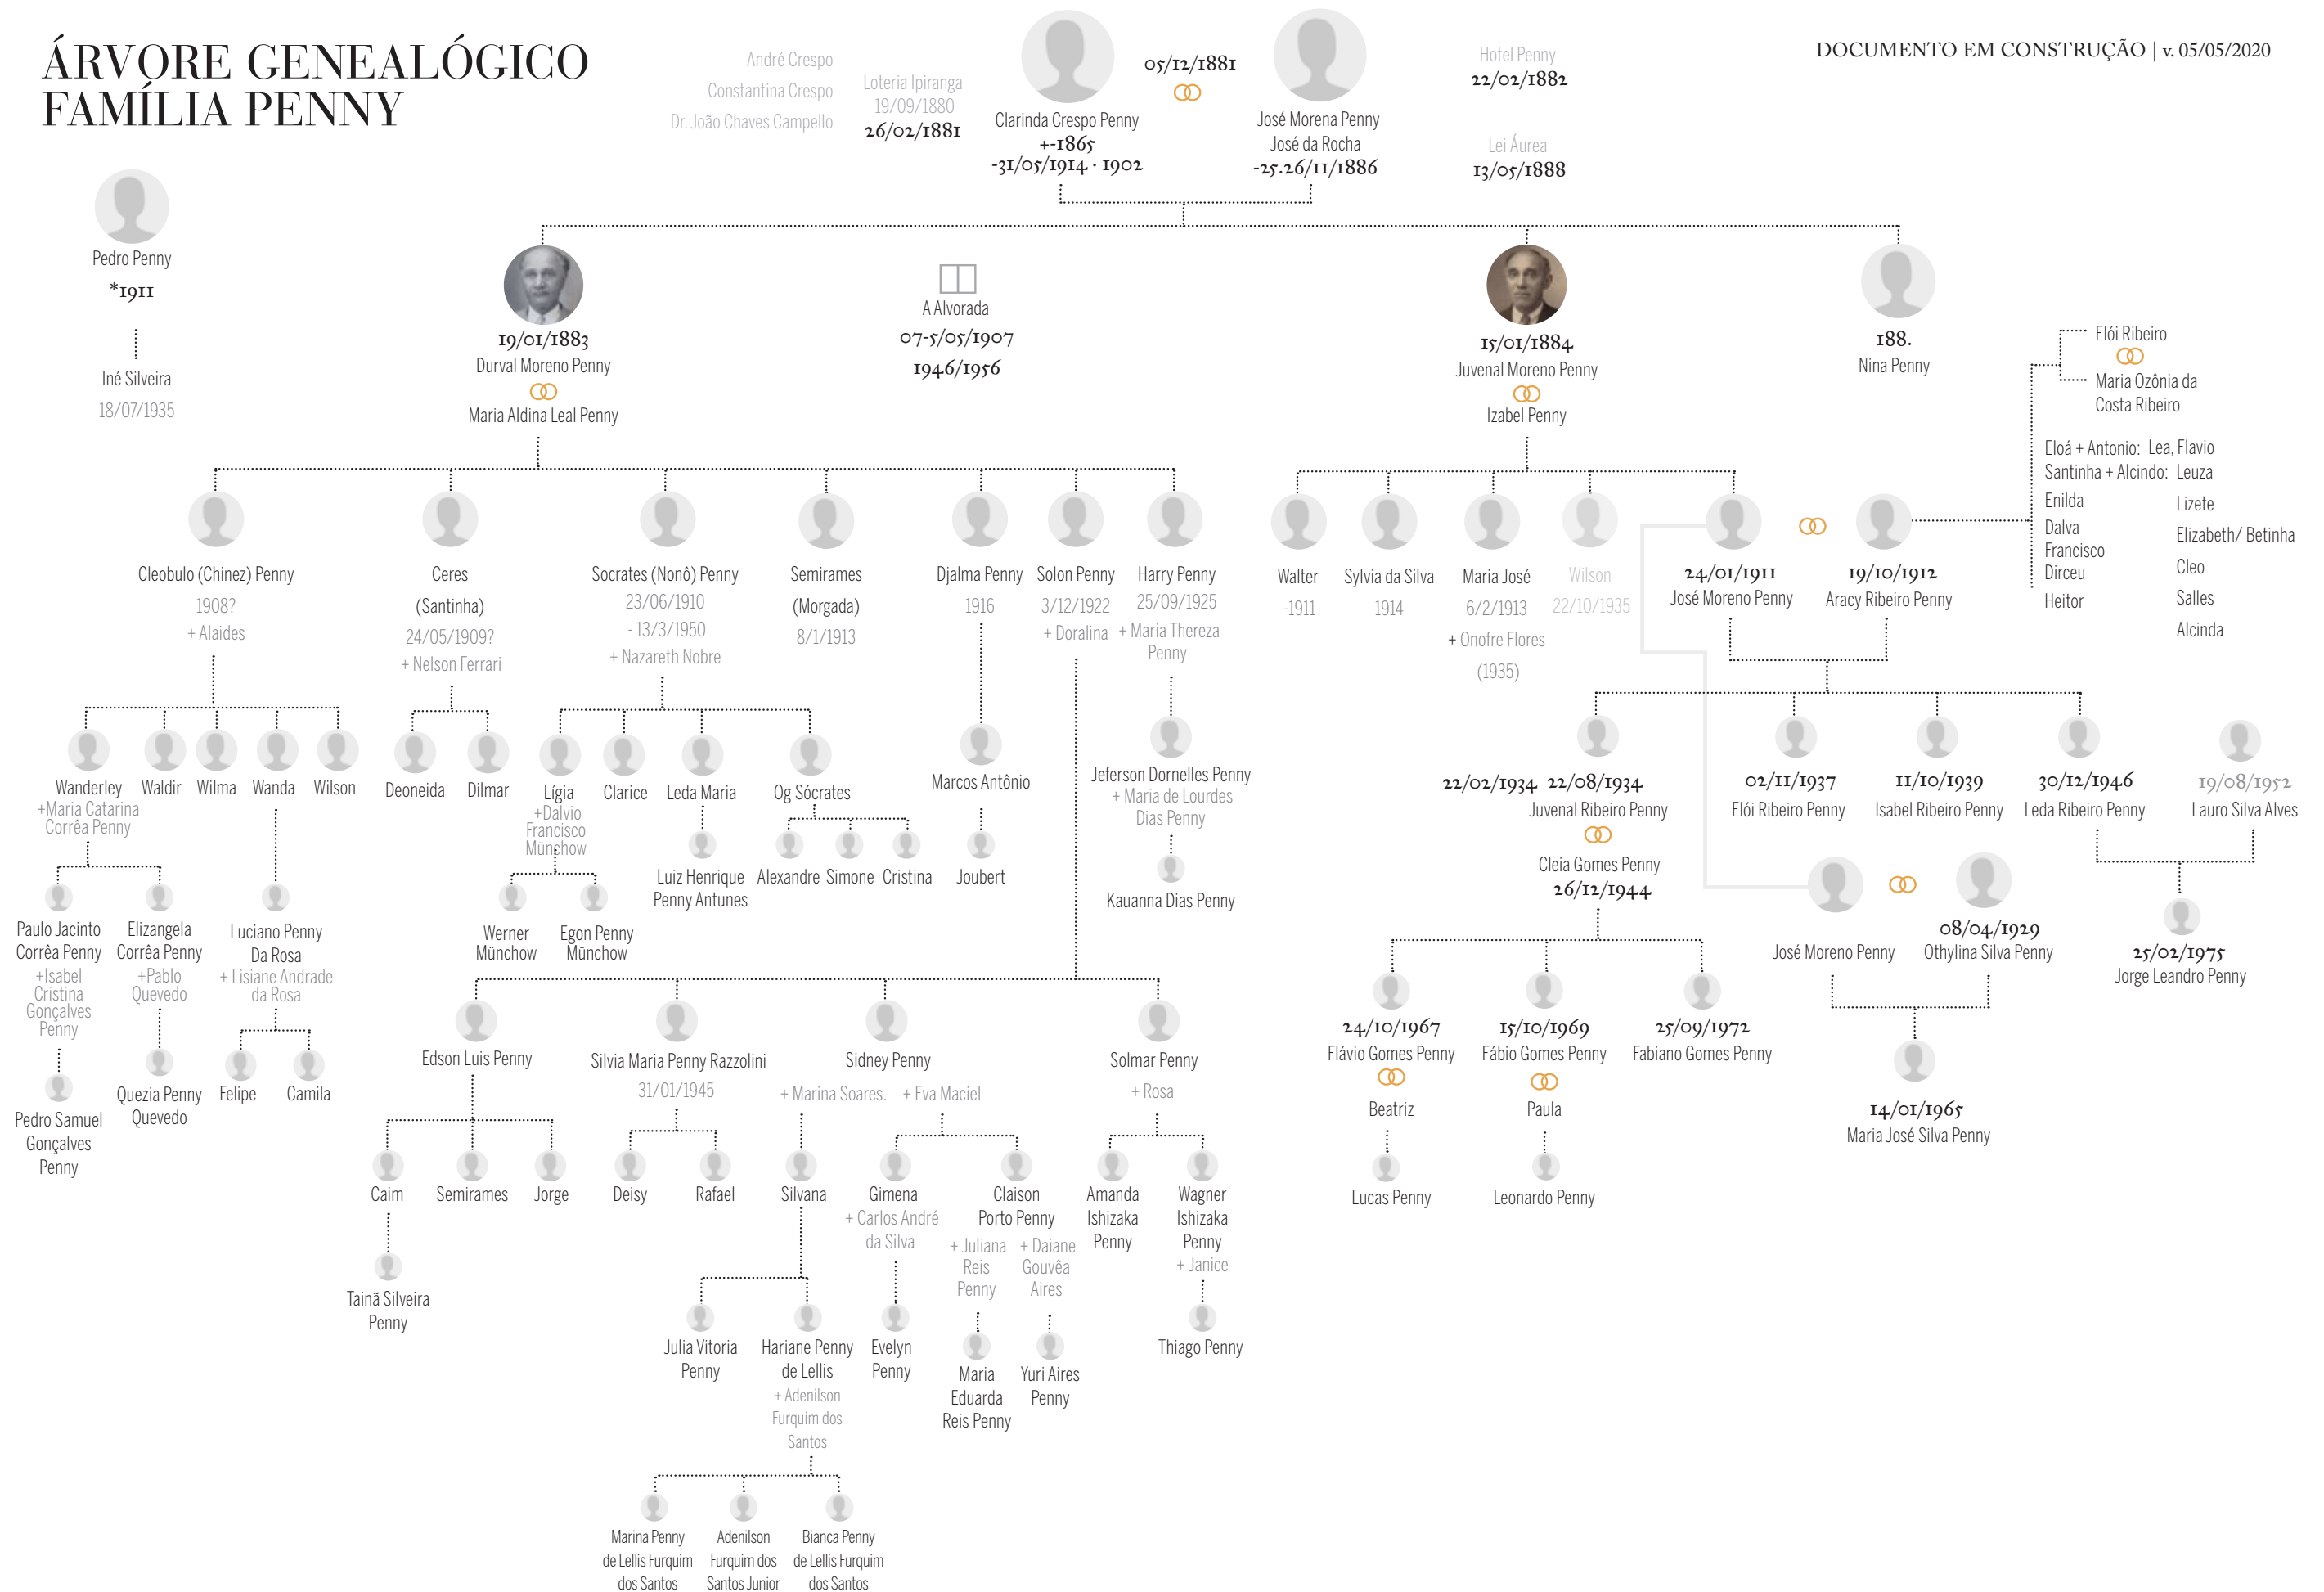 ÁRVORE GENEALÓGICO
FAMÍLIA PENNY
André Crespo
Constantina Crespo
Dr. João Chaves Campello
Loteria Ipiranga
19/09/1880
26/02/1881
Clarinda Crespo Penny
+-1865
-31/05/1914 · 1902
05/12/1881
José Morena Penny
José da Rocha
-25.26/11/1886
Hotel Penny
22/02/1882
Lei Áurea
13/05/1888
DOCUMENTO EM CONSTRUÇÃO | v. 05/05/2020
Pedro Penny
*1911
Iné Silveira
18/07/1935
19/01/1883
Durval Moreno Penny
Maria Aldina Leal Penny
A Alvorada
07-5/05/1907
1946/1956
15/01/1884
Juvenal Moreno Penny
Izabel Penny
188.
Nina Penny
Elói Ribeiro
Maria Ozônia da
Costa Ribeiro
Eloá + Antonio: Lea, Flavio
Santinha + Alcindo: Leuza
Enilda
Dalva
Francisco
Dirceu
Heitor
Lizete
Elizabeth/ Betinha
Cleo
Salles
Alcinda
Cleobulo (Chinez) Penny
1908?
+ Alaides
Ceres
(Santinha)
24/05/1909?
+ Nelson Ferrari
Socrates (Nonô) Penny
23/06/1910
- 13/3/1950
+ Nazareth Nobre
Semirames
(Morgada)
8/1/1913
Djalma Penny
1916
Solon Penny
3/12/1922
+ Doralina
Harry Penny
25/09/1925
+ Maria Thereza
Penny
Walter
-1911
Sylvia da Silva
1914
Maria José
6/2/1913
+ Onofre Flores
(1935)
Wilson
22/10/1935
24/01/1911
José Moreno Penny
19/10/1912
Aracy Ribeiro Penny
Wanderley
+Maria Catarina
Corrêa Penny
Waldir
Wilma
Wanda
Wilson
Deoneida
Dilmar
Lígia
+Dalvio
Francisco
Münchow
Clarice
Leda Maria
Og Sócrates
Marcos Antônio
Jeferson Dornelles Penny
+ Maria de Lourdes
Dias Penny
22/02/1934 22/08/1934
Juvenal Ribeiro Penny
Cleia Gomes Penny
26/12/1944
02/11/1937
Elói Ribeiro Penny
11/10/1939
Isabel Ribeiro Penny
30/12/1946
Leda Ribeiro Penny
19/08/1952
Lauro Silva Alves
Paulo Jacinto
Corrêa Penny
+Isabel
Cristina
Gonçalves
Penny
Elizangela
Corrêa Penny
+Pablo
Quevedo
Luciano Penny
Da Rosa
+ Lisiane Andrade
da Rosa
Werner
Münchow
Egon Penny
Münchow
Luiz Henrique
Penny Antunes
Alexandre
Simone
Cristina
Joubert
Kauanna Dias Penny
José Moreno Penny
08/04/1929
Othylina Silva Penny
25/02/1975
Jorge Leandro Penny
Pedro Samuel
Gonçalves
Penny
Quezia Penny
Quevedo
Felipe
Camila
Edson Luis Penny
Silvia Maria Penny Razzolini
31/01/1945
Sidney Penny
+ Marina Soares.
+ Eva Maciel
Solmar Penny
+ Rosa
24/10/1967
Flávio Gomes Penny
Beatriz
Lucas Penny
15/10/1969
Fábio Gomes Penny
Paula
Leonardo Penny
25/09/1972
Fabiano Gomes Penny
14/01/1965
Maria José Silva Penny
Caim
Semirames
Jorge
Deisy
Rafael
Silvana
Gimena
+ Carlos André
da Silva
Claison
Porto Penny
+ Juliana
Reis
Penny
+ Daiane
Gouvêa
Aires
Amanda
Ishizaka
Penny
Wagner
Ishizaka
Penny
+ Janice
Tainã Silveira
Penny
Julia Vitoria
Penny
Hariane Penny
de Lellis
+ Adenilson
Furquim dos
Santos
Evelyn
Penny
Maria
Eduarda
Reis Penny
Yuri Aires
Penny
Thiago Penny
Marina Penny
de Lellis Furquim
dos Santos
Adenilson
Furquim dos
Santos Junior
Bianca Penny
de Lellis Furquim
dos Santos